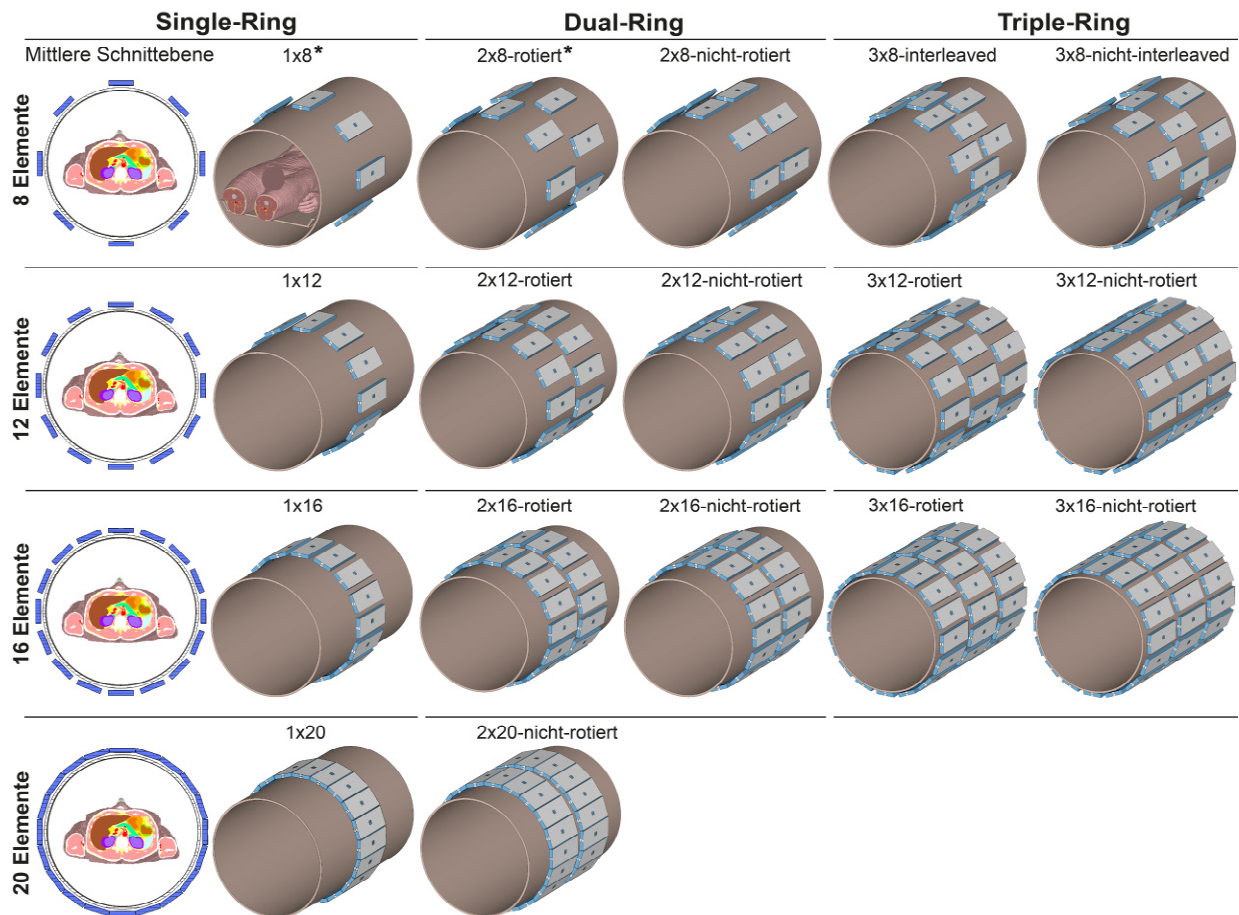 Single-Ring Dual-Ring Triple-Ring
Mittlere Schnittebene 1x8* 2x8-rotiert* 2x8-nicht-rotiert 3x8-interleaved 3x8-nicht-interleaved
8 Elemente
1x12 2x12-rotiert 2x12-nicht-rotiert 3x12-rotiert 3x12-nicht-rotiert
12 Elemente
1x16 2x16-rotiert 2x16-nicht-rotiert 3x16-rotiert 3x16-nicht-rotiert
16 Elemente
1x20 2x20-nicht-rotiert
20 Elemente